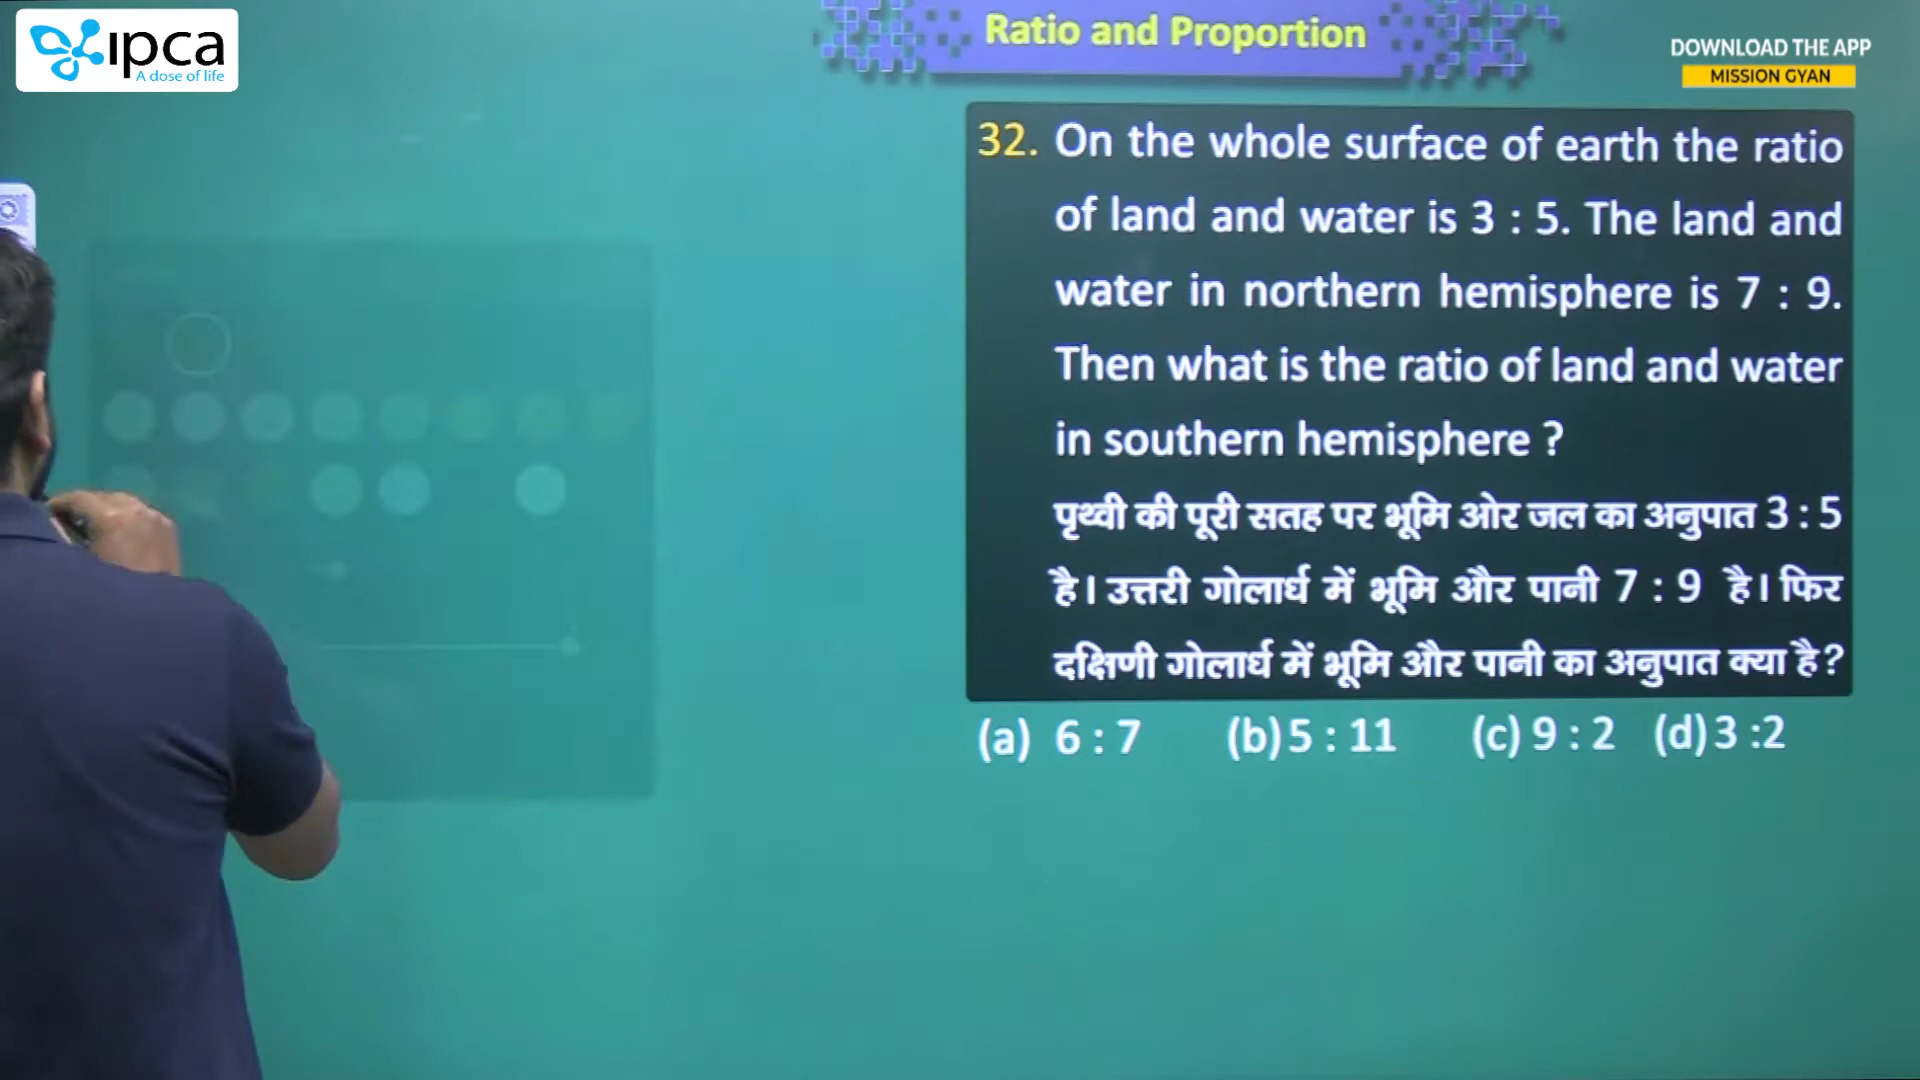 ıpca
A dose of life
Ratio and Proportion
DOWNLOAD THE APP
MISSION GYAN
32. On the whole surface of earth the ratio
of land and water is 3 : 5. The land and
water in northern hemisphere is 7 : 9.
Then what is the ratio of land and water
in southern hemisphere ?
पृथ्वी की पूरी सतह पर भूमि ओर जल का अनुपात 3 : 5
है। उत्तरी गोलार्ध में भूमि और पानी 7 : 9 है। फिर
दक्षिणी गोलार्ध में भूमि और पानी का अनुपात क्या है?
(a) 6 : 7 (b) 5 : 11 (c) 9 : 2 (d) 3 :2